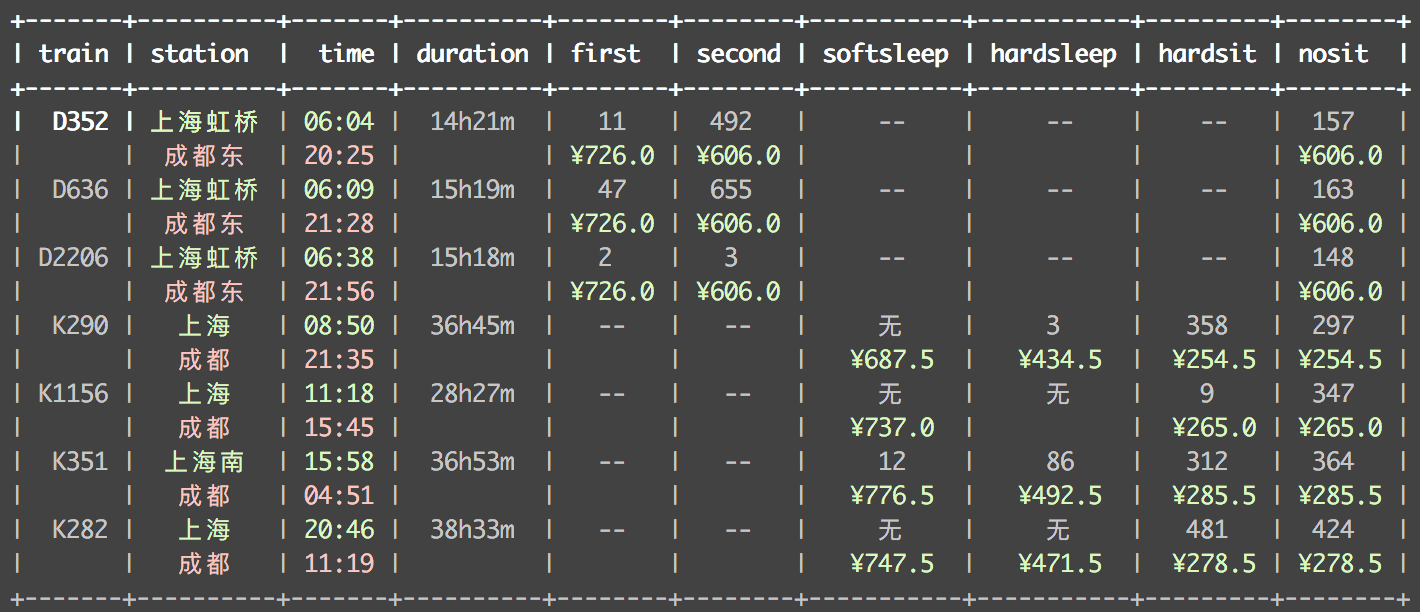 +-------+----------+-------+----------+--------+--------+-----------+-----------+---------+--------+
| train | station | time | duration | first | second | softsleep | hardsleep | hardsit | nosit |
+-------+----------+-------+----------+--------+--------+-----------+-----------+---------+--------+
| D352 | 上海虹桥 | 06:04 | 14h21m | 11 | 492 | -- | -- | -- | 157 |
| | 成都东 | 20:25 | | ¥726.0 | ¥606.0 | | | | ¥606.0 |
| D636 | 上海虹桥 | 06:09 | 15h19m | 47 | 655 | -- | -- | -- | 163 |
| | 成都东 | 21:28 | | ¥726.0 | ¥606.0 | | | | ¥606.0 |
| D2206 | 上海虹桥 | 06:38 | 15h18m | 2 | 3 | -- | -- | -- | 148 |
| | 成都东 | 21:56 | | ¥726.0 | ¥606.0 | | | | ¥606.0 |
| K290 | 上海 | 08:50 | 36h45m | -- | -- | 无 | 3 | 358 | 297 |
| | 成都 | 21:35 | | | | ¥687.5 | ¥434.5 | ¥254.5 | ¥254.5 |
| K1156 | 上海 | 11:18 | 28h27m | -- | -- | 无 | 无 | 9 | 347 |
| | 成都 | 15:45 | | | | ¥737.0 | | ¥265.0 | ¥265.0 |
| K351 | 上海南 | 15:58 | 36h53m | -- | -- | 12 | 86 | 312 | 364 |
| | 成都 | 04:51 | | | | ¥776.5 | ¥492.5 | ¥285.5 | ¥285.5 |
| K282 | 上海 | 20:46 | 38h33m | -- | -- | 无 | 无 | 481 | 424 |
| | 成都 | 11:19 | | | | ¥747.5 | ¥471.5 | ¥278.5 | ¥278.5 |
+-------+----------+-------+----------+--------+--------+-----------+-----------+---------+--------+